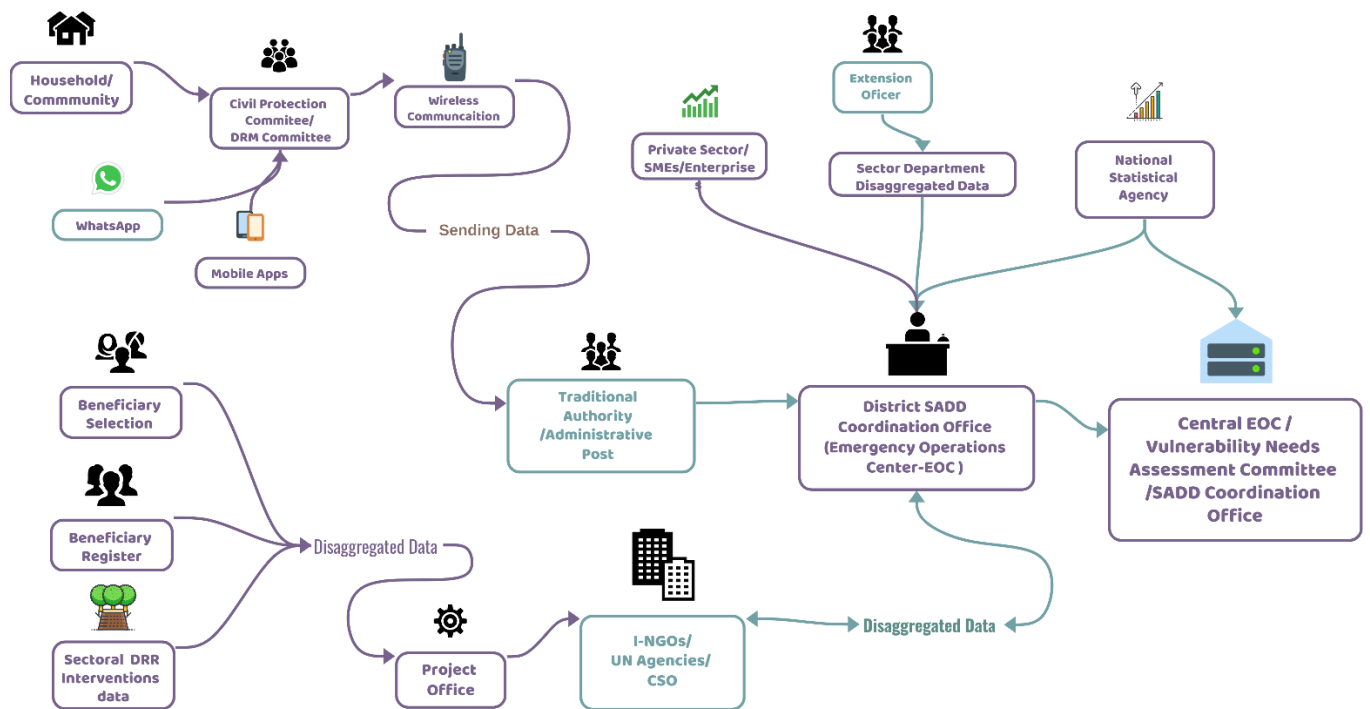 Household/
Commmunity
Civil Protection
Commitee/
DRM Committee
Wireless
Communcaition
WhatsApp
Mobile Apps
Sending Data
Extension
Oficer
Private Sector/
SMEs/Enterprise
s
Sector Department
Disaggregated Data
National
Statistical
Agency
Beneficiary
Selection
Beneficiary
Register
Sectoral DRR
Interventions
data
Disaggregated Data
Project
Office
Traditional
Authority
/Administrative
Post
District SADD
Coordination Office
(Emergency Operations
Center-EOC )
Central EOC /
Vulnerability Needs
Assessment Committee
/SADD Coordination
Office
I-NGOs/
UN Agencies/
CSO
Disaggregated Data